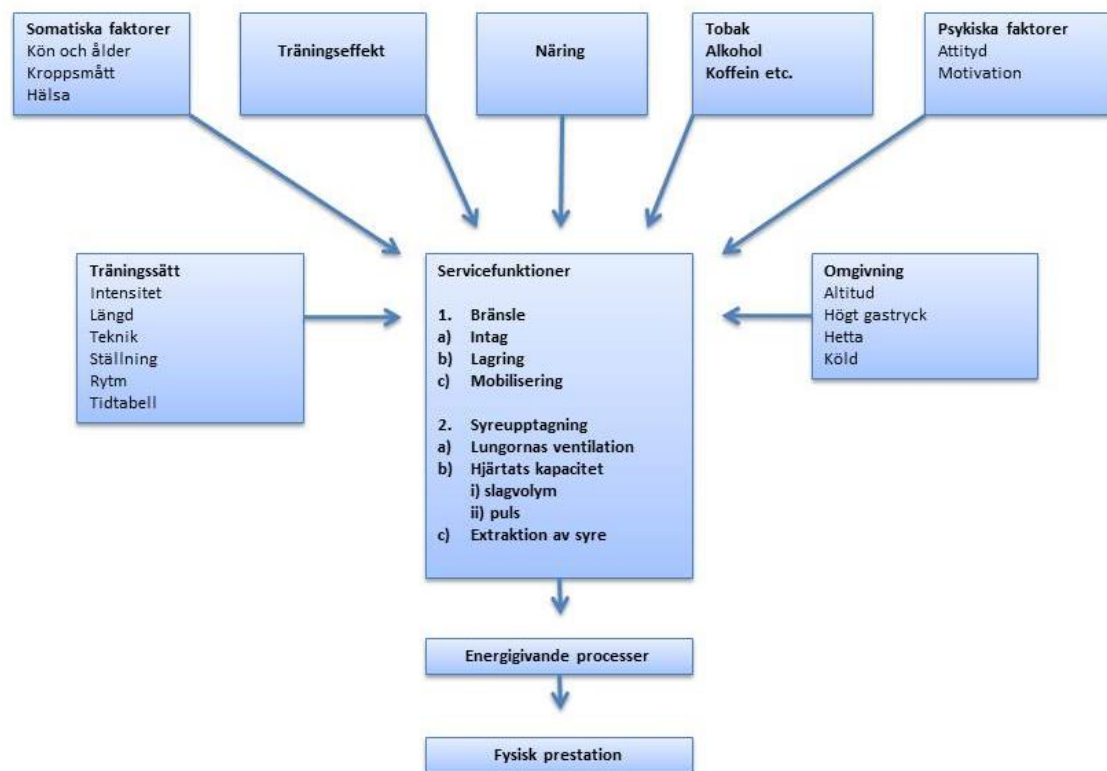 Somatiska faktorer
Kön och ålder
Kroppsmått
Hälsa
Träningseffekt
Näring
Tobak
Alkohol
Koffein etc.
Psykiska faktorer
Attityd
Motivation
Träningssätt
Intensitet
Längd
Teknik
Ställning
Rytm
Tidtabell
Servicefunktioner
1. Bränsle
a) Intag
b) Lagring
c) Mobilisering
2. Syreupptagning
a) Lungornas ventilation
b) Hjärtats kapacitet
i) slagvolym
ii) puls
c) Extraktion av syre
Omgivning
Altitud
Högt gastryck
Hetta
Köld
Energigivande processer
Fysisk prestation